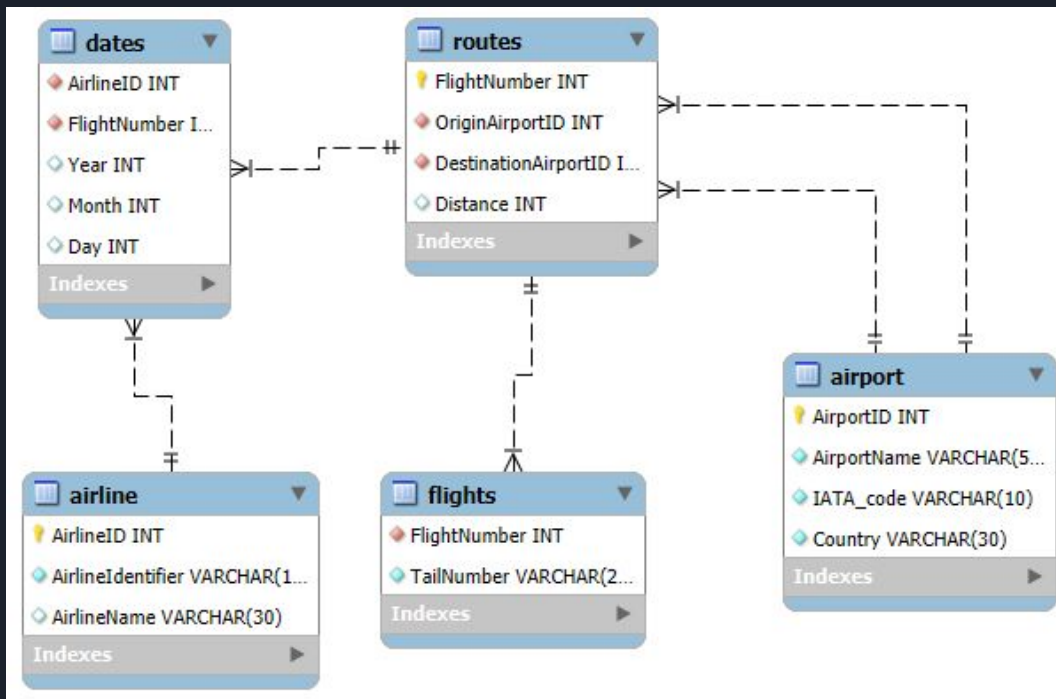 dates
AirlineID INT
FlightNumber I...
Year INT
Month INT
Day INT
Indexes
routes
FlightNumber INT
OriginAirportID INT
DestinationAirportID I...
Distance INT
Indexes
airport
AirportID INT
AirportName VARCHAR(5...
IATA_code VARCHAR(10)
Country VARCHAR(30)
Indexes
airline
AirlineID INT
AirlineIdentifier VARCHAR(1...
AirlineName VARCHAR(30)
Indexes
flights
FlightNumber INT
TailNumber VARCHAR(2...
Indexes